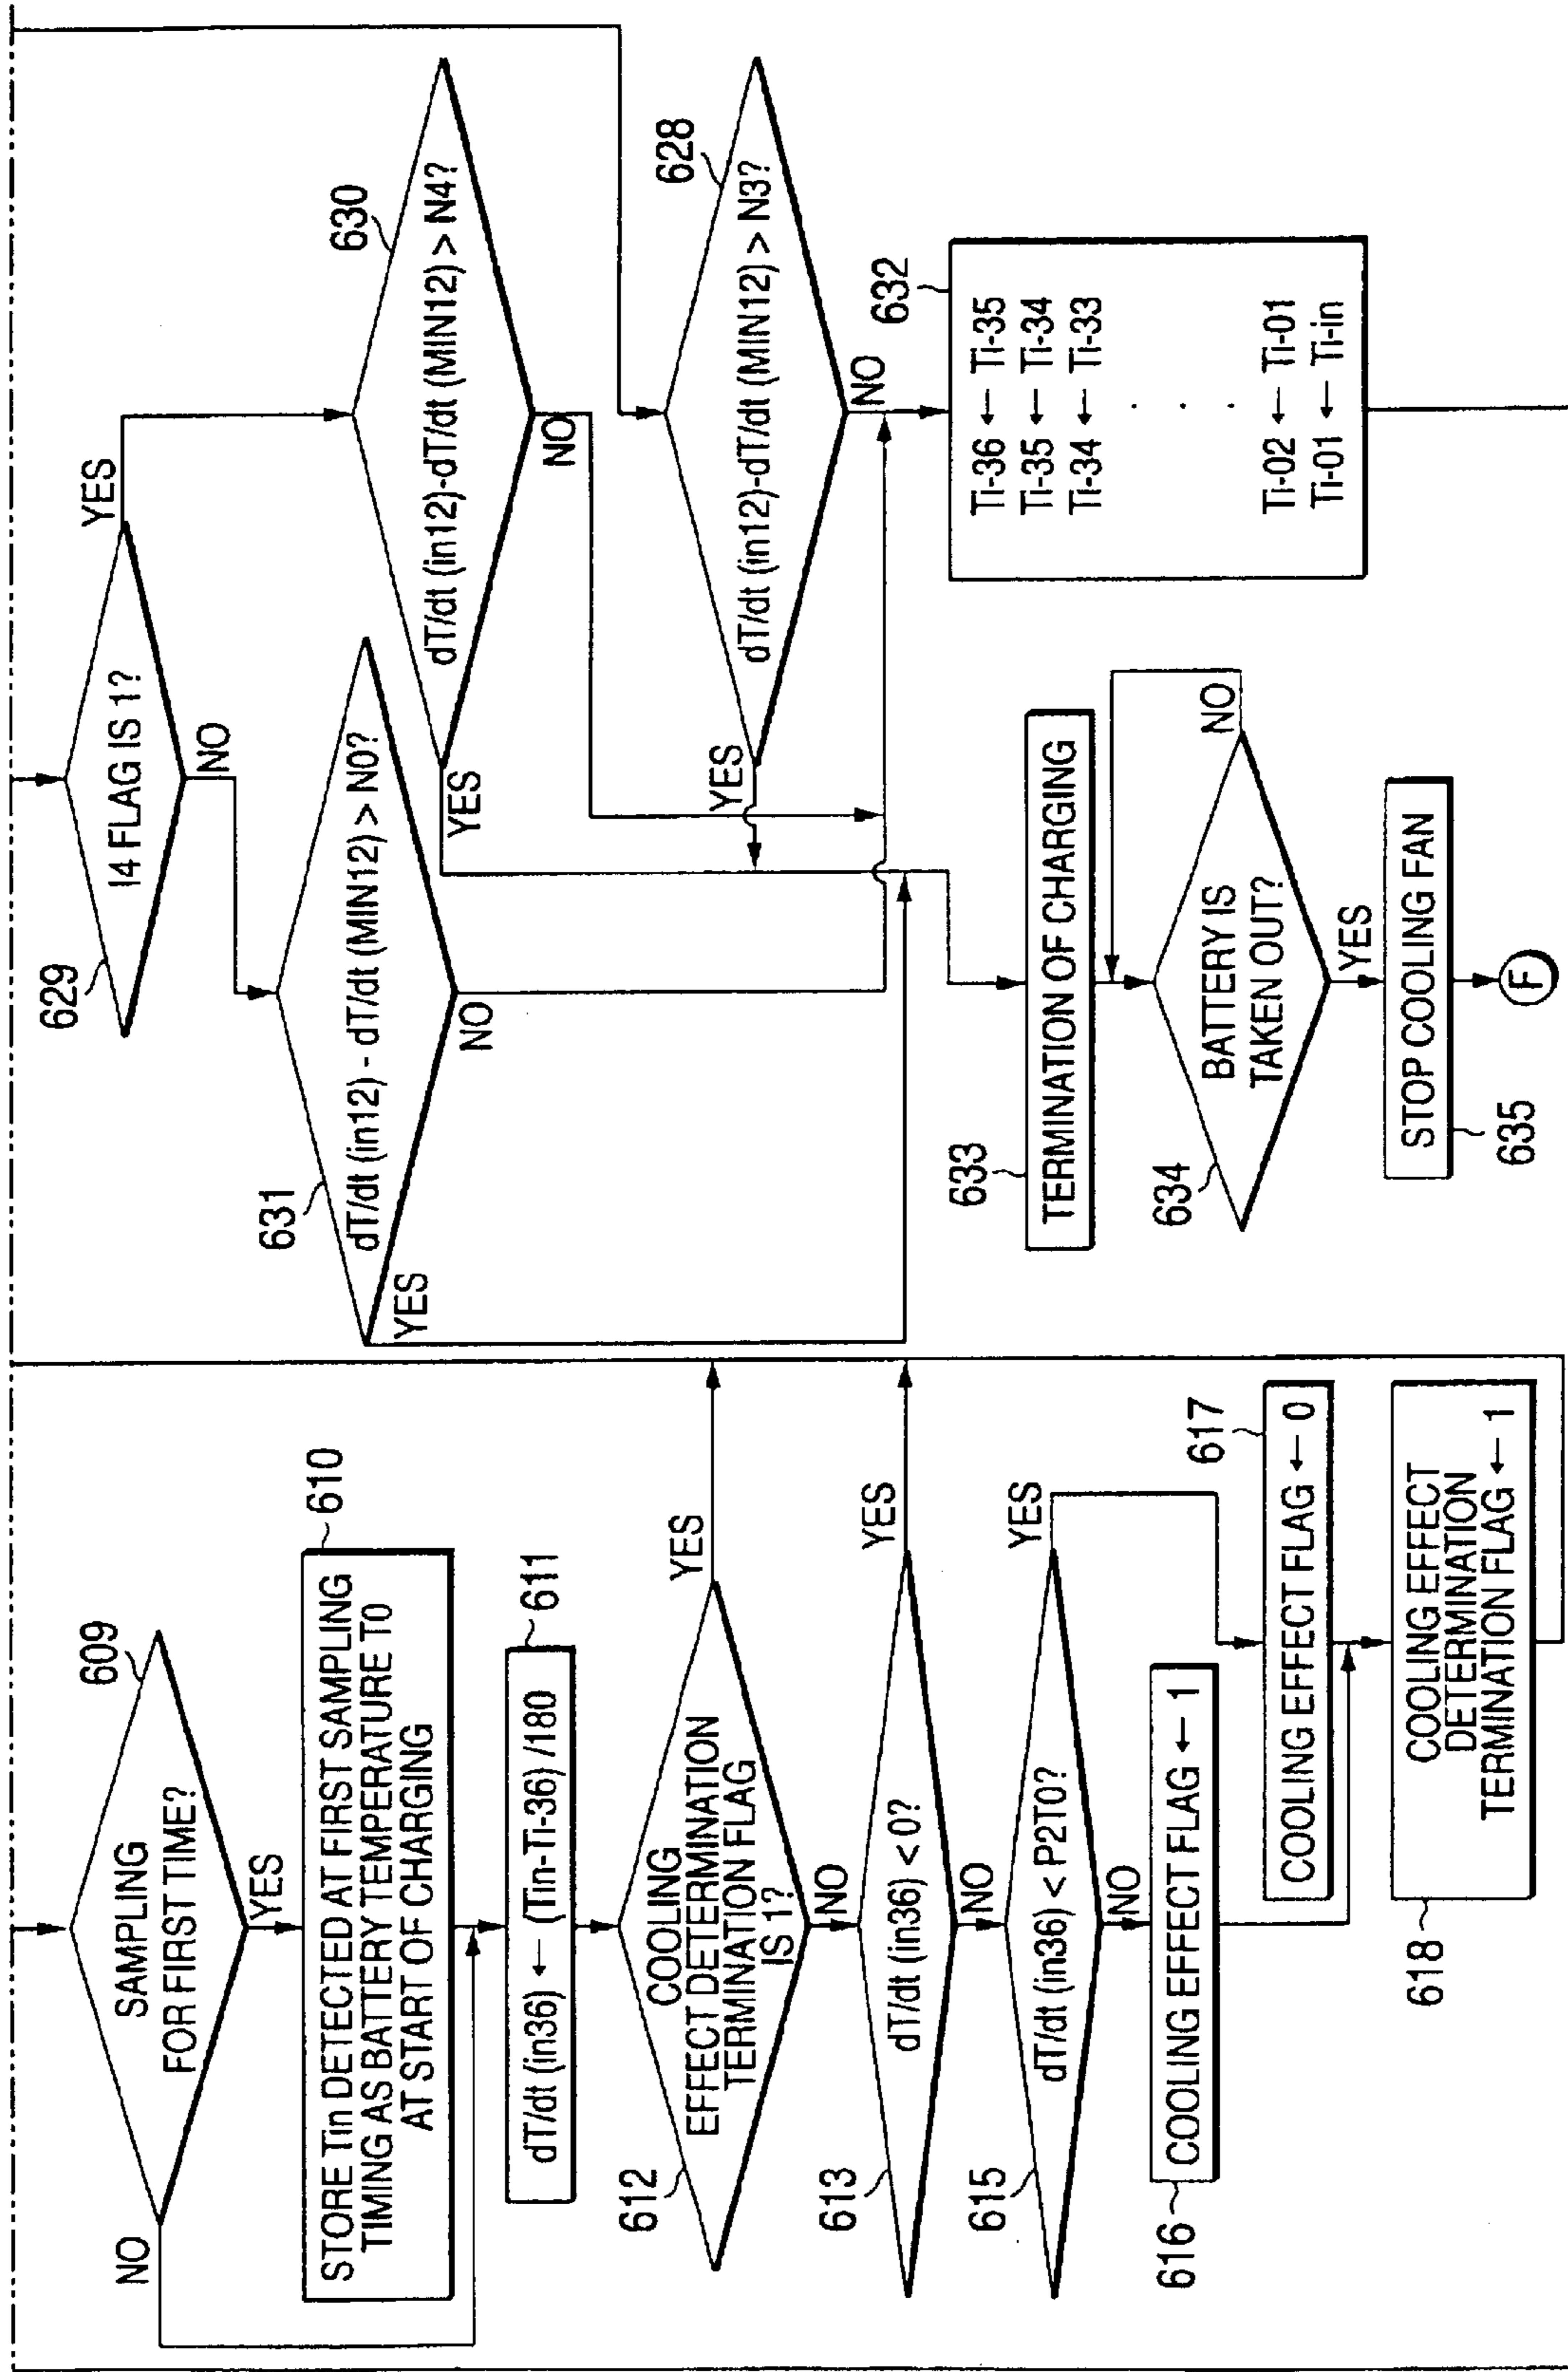 609
SAMPLING
FOR FIRST TIME?
NO
YES
610
STORE Tin DETECTED AT FIRST SAMPLING
TIMING AS BATTERY TEMPERATURE TO
AT START OF CHARGING
611
dT/dt (in36) ← (Tin-Ti-36) /180
612
COOLING
EFFECT DETERMINATION
TERMINATION FLAG
IS 1?
YES
NO
613
dT/dt (in36) < 0?
YES
NO
615
dT/dt (in36) < P2T0?
YES
NO
616
COOLING EFFECT FLAG ← 1
617
COOLING EFFECT FLAG ← 0
618
COOLING EFFECT
DETERMINATION
TERMINATION FLAG ← 1
629
I4 FLAG IS 1?
YES
NO
631
dT/dt (in12) - dT/dt (MIN12) > N0?
YES
NO
630
dT/dt (in12)-dT/dt (MIN12) > N4?
YES
NO
628
dT/dt (in12)-dT/dt (MIN12) > N3?
YES
NO
632
Ti-36 ← Ti-35
Ti-35 ← Ti-34
Ti-34 ← Ti-33
. .
. .
. .
Ti-02 ← Ti-01
Ti-01 ← Ti-in
633
TERMINATION OF CHARGING
634
BATTERY IS
TAKEN OUT?
NO
YES
STOP COOLING FAN
635
F